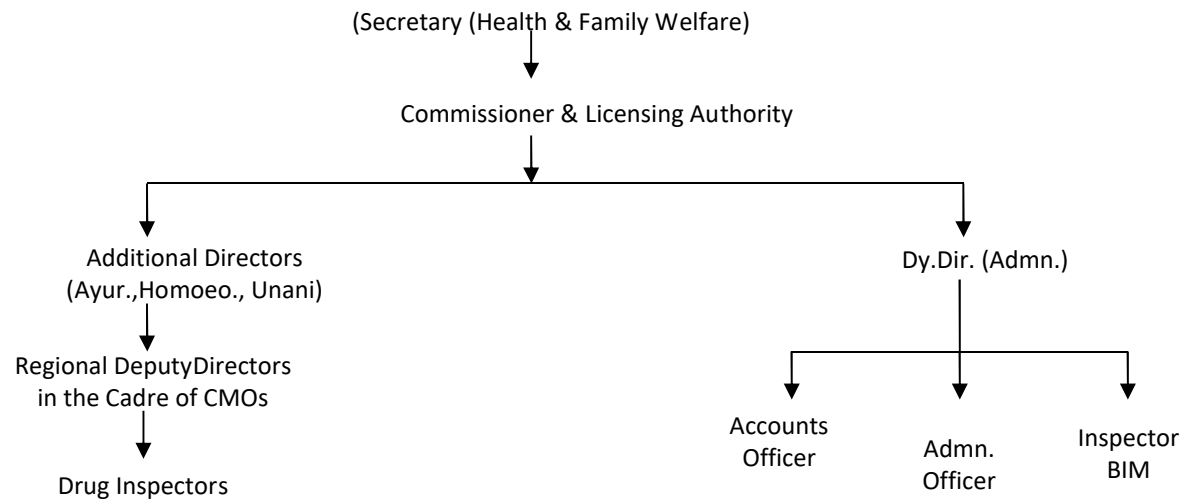 (Secretary (Health & Family Welfare)
Commissioner & Licensing Authority
Additional Directors
(Ayur.,Homoeo., Unani)
Dy.Dir. (Admn.)
Regional DeputyDirectors
in the Cadre of CMOs
Drug Inspectors
Accounts
Officer
Admn.
Officer
Inspector
BIM